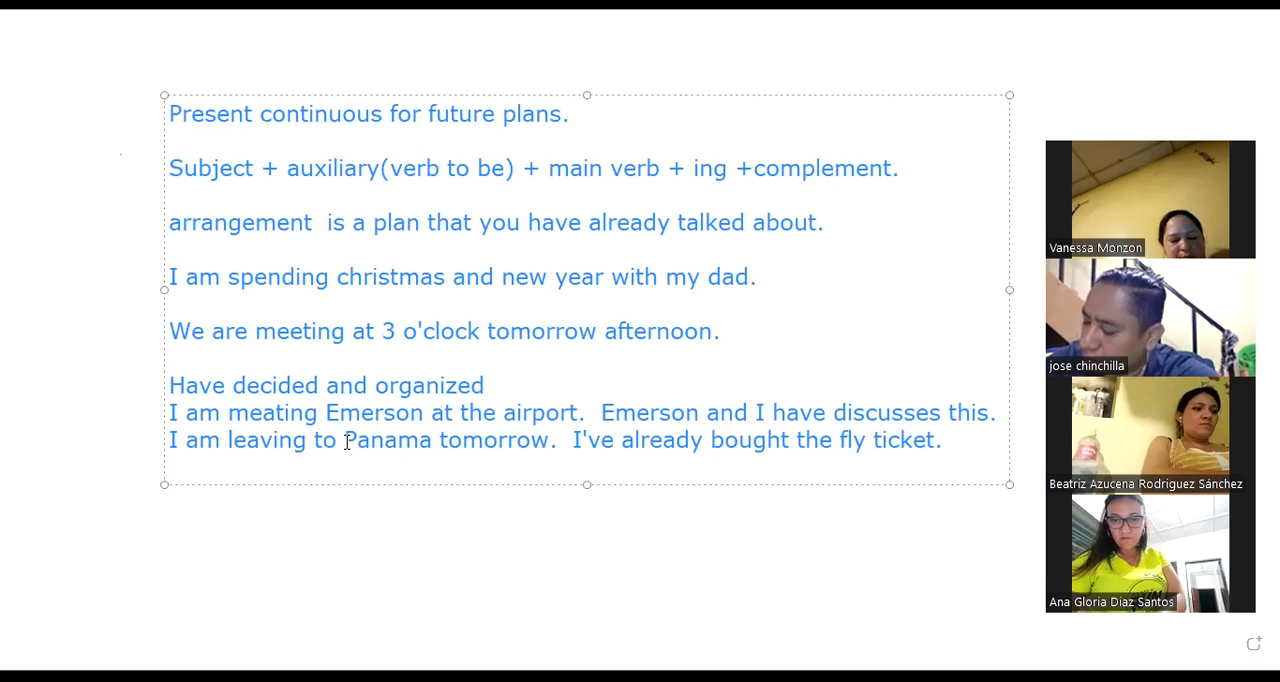 Present continuous for future plans.
Subject + auxiliary(verb to be) + main verb + ing +complement.
arrangement  is a plan that you have already talked about.
I am spending christmas and new year with my dad.
We are meeting at 3 o'clock tomorrow afternoon.
Have decided and organized
I am meating Emerson at the airport.  Emerson and I have discusses this.
I am leaving to Panama tomorrow.  I've already bought the fly ticket.
Vanessa Monzon
jose chinchilla
Beatriz Azucena Rodriguez Sánchez
Ana Gloria Diaz Santos